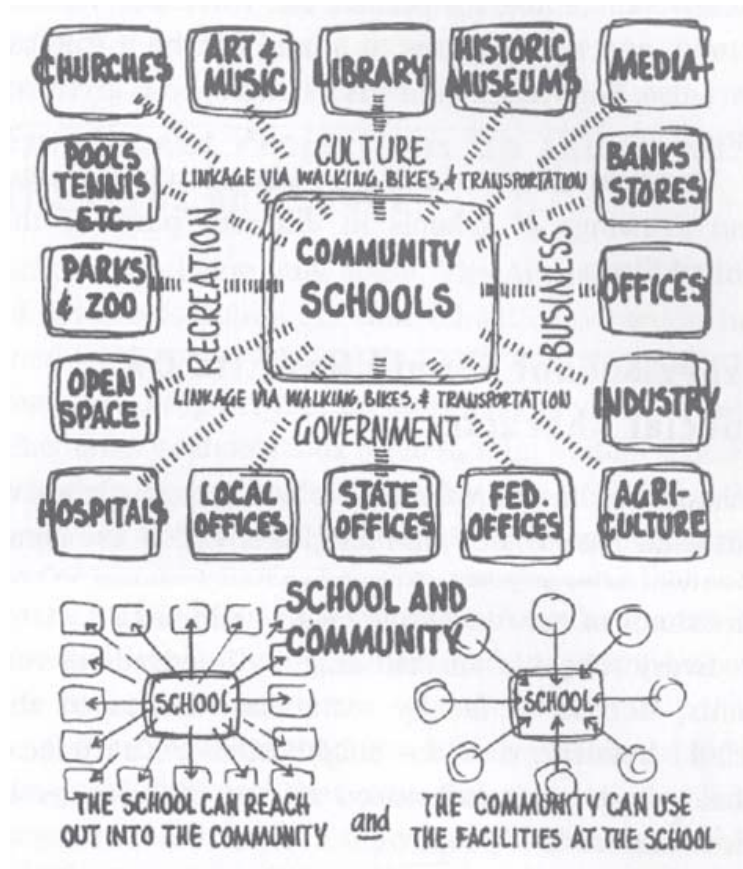 CHURCHES
ART &
MUSIC
LIBRARY
HISTORIC
MUSEUMS
MEDIA
POOLS
TENNIS
ETC.
CULTURE
LINKAGE VIA WALKING, BIKES, & TRANSPORTATION
BANKS
STORES
PARKS
& ZOO
RECREATION
COMMUNITY
SCHOOLS
BUSINESS
OFFICES
OPEN
SPACE
LINKAGE VIA WALKING, BIKES, & TRANSPORTATION
GOVERNMENT
INDUSTRY
HOSPITALS
LOCAL
OFFICES
STATE
OFFICES
FED.
OFFICES
AGRI-
CULTURE
SCHOOL AND
COMMUNITY
SCHOOL
SCHOOL
THE SCHOOL CAN REACH
OUT INTO THE COMMUNITY
and
THE COMMUNITY CAN USE
THE FACILITIES AT THE SCHOOL